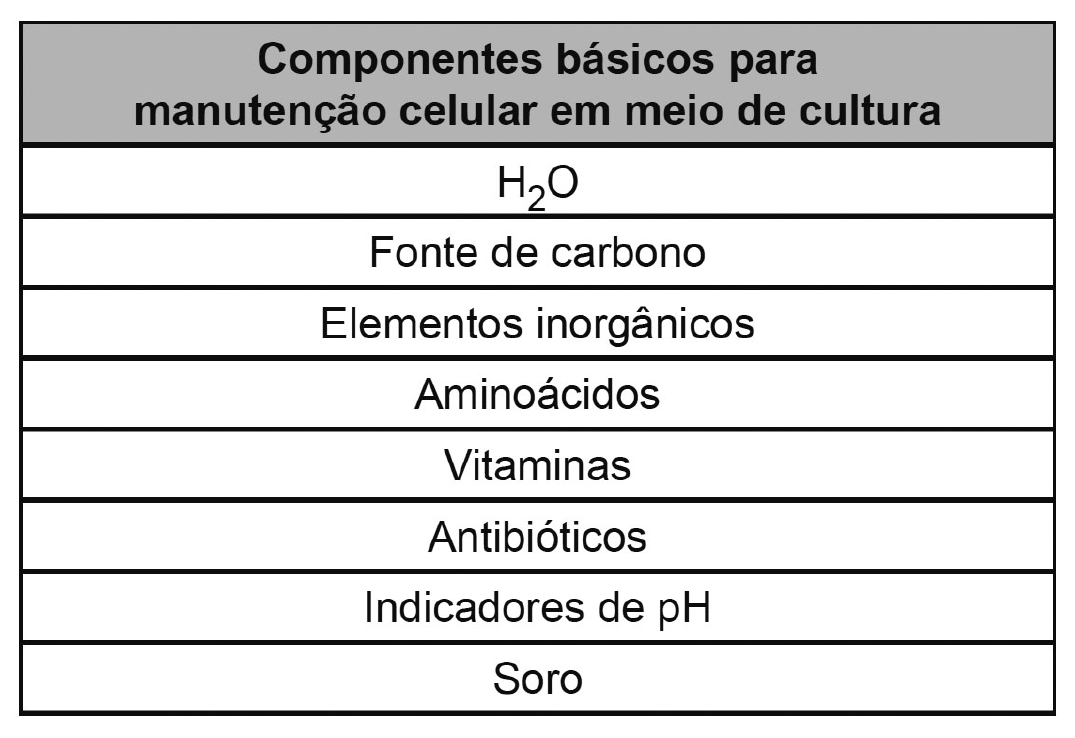 Componentes básicos para
manutenção celular em meio de cultura
H₂O
Fonte de carbono
Elementos inorgânicos
Aminoácidos
Vitaminas
Antibióticos
Indicadores de pH
Soro